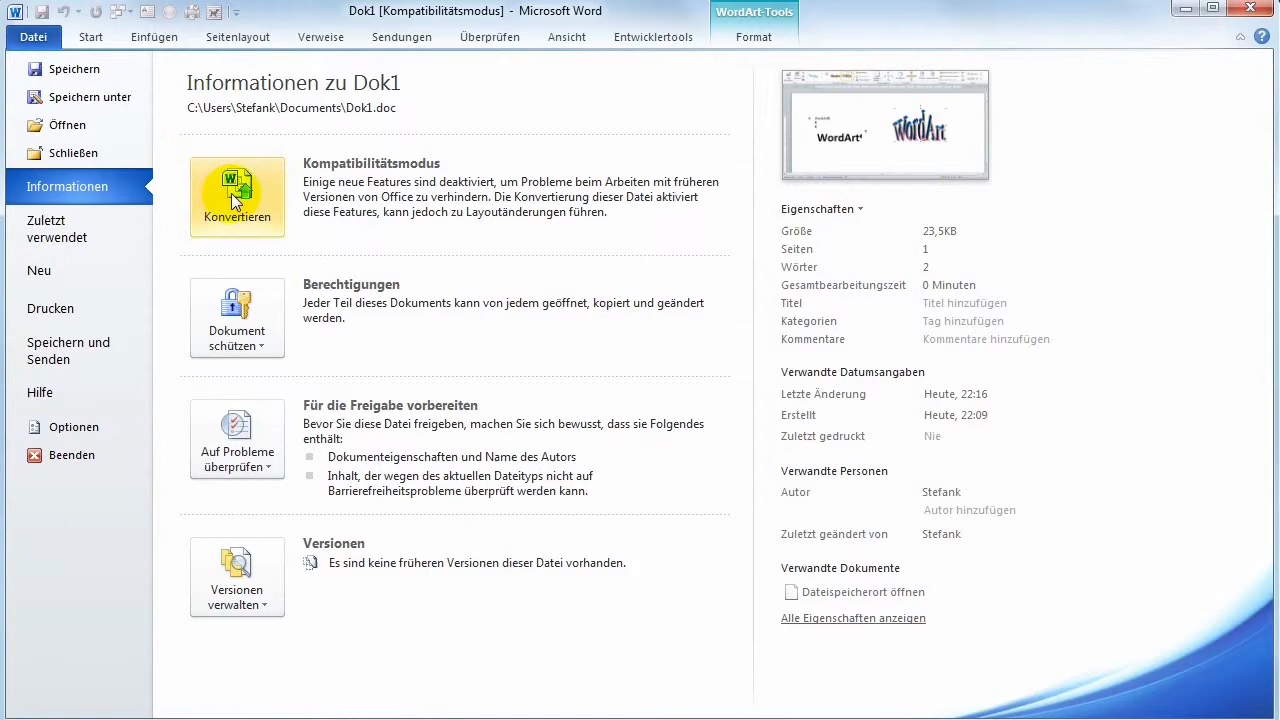 Dok1 [Kompatibilitätsmodus] - Microsoft Word
WordArt-Tools
Datei
Start
Einfügen
Seitenlayout
Verweise
Sendungen
Überprüfen
Ansicht
Entwicklertools
Format
Speichern
Speichern unter
Öffnen
Schließen
Informationen
Zuletzt
verwendet
Neu
Drucken
Speichern und
Senden
Hilfe
Optionen
Beenden
Informationen zu Dok1
C:\Users\Stefank\Documents\Dok1.doc
Konvertieren
Kompatibilitätsmodus
Einige neue Features sind deaktiviert, um Probleme beim Arbeiten mit früheren
Versionen von Office zu verhindern. Die Konvertierung dieser Datei aktiviert
diese Features, kann jedoch zu Layoutänderungen führen.
Dokument
schützen
Berechtigungen
Jeder Teil dieses Dokuments kann von jedem geöffnet, kopiert und geändert
werden.
Auf Probleme
überprüfen
Für die Freigabe vorbereiten
Bevor Sie diese Datei freigeben, machen Sie sich bewusst, dass sie Folgendes
enthält:
Dokumenteigenschaften und Name des Autors
Inhalt, der wegen des aktuellen Dateityps nicht auf
Barrierefreiheitsprobleme überprüft werden kann.
Versionen
verwalten
Versionen
Es sind keine früheren Versionen dieser Datei vorhanden.
WordArt
WordArt
Eigenschaften
Größe 23,5KB
Seiten 1
Wörter 2
Gesamtbearbeitungszeit 0 Minuten
Titel Titel hinzufügen
Kategorien Tag hinzufügen
Kommentare Kommentare hinzufügen
Verwandte Datumsangaben
Letzte Änderung Heute, 22:16
Erstellt Heute, 22:09
Zuletzt gedruckt Nie
Verwandte Personen
Autor Stefank
Autor hinzufügen
Zuletzt geändert von Stefank
Verwandte Dokumente
Dateispeicherort öffnen
Alle Eigenschaften anzeigen